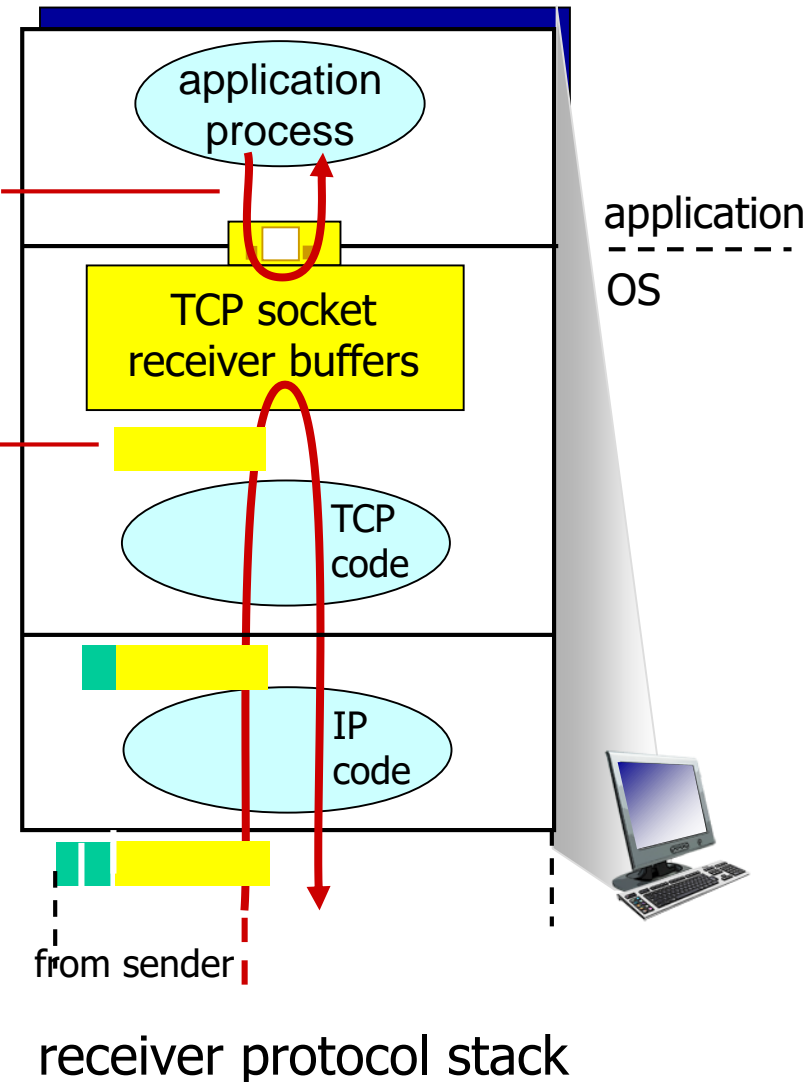 application
process
application
OS
TCP socket
receiver buffers
TCP
code
IP
code
from sender
receiver protocol stack